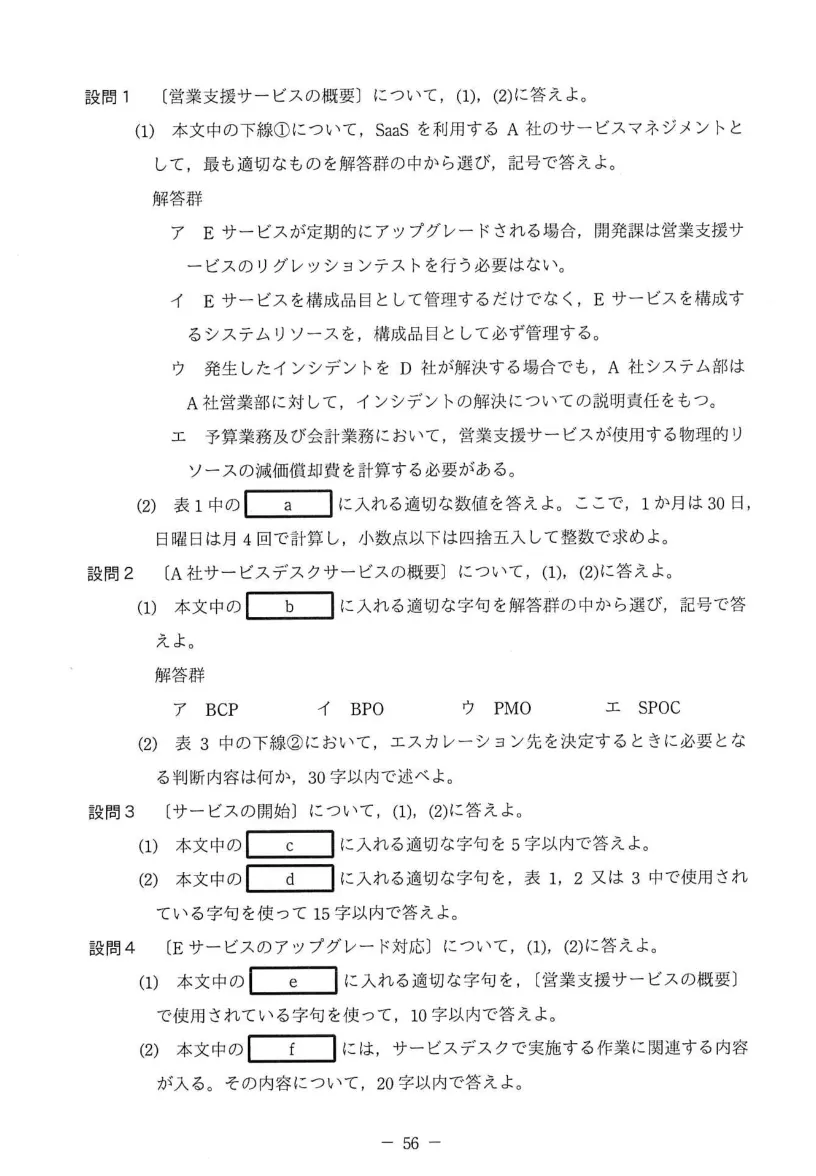 設問1 〔営業支援サービスの概要〕について，(1)，(2)に答えよ。
(1) 本文中の下線①について，SaaS を利用する A 社のサービスマネジメントと
して，最も適切なものを解答群の中から選び，記号で答えよ。
解答群
ア E サービスが定期的にアップグレードされる場合，開発課は営業支援サ
ービスのリグレッションテストを行う必要はない。
イ E サービスを構成品目として管理するだけでなく，E サービスを構成す
るシステムリソースを，構成品目として必ず管理する。
ウ 発生したインシデントを D 社が解決する場合でも，A 社システム部は
A 社営業部に対して，インシデントの解決についての説明責任をもつ。
エ 予算業務及び会計業務において，営業支援サービスが使用する物理的リ
ソースの減価償却費を計算する必要がある。
(2) 表 1 中の a に入れる適切な数値を答えよ。ここで，1 か月は 30 日，
日曜日は月 4 回で計算し，小数点以下は四捨五入して整数で求めよ。
設問2 〔A 社サービスデスクサービスの概要〕について，(1)，(2)に答えよ。
(1) 本文中の b に入れる適切な字句を解答群の中から選び，記号で答
えよ。
解答群
ア BCP イ BPO ウ PMO エ SPOC
(2) 表 3 中の下線②において，エスカレーション先を決定するときに必要とな
る判断内容は何か，30 字以内で述べよ。
設問3 〔サービスの開始〕について，(1)，(2)に答えよ。
(1) 本文中の c に入れる適切な字句を 5 字以内で答えよ。
(2) 本文中の d に入れる適切な字句を，表 1，2 又は 3 中で使用され
ている字句を使って 15 字以内で答えよ。
設問4 〔E サービスのアップグレード対応〕について，(1)，(2)に答えよ。
(1) 本文中の e に入れる適切な字句を，〔営業支援サービスの概要〕
で使用されている字句を使って，10 字以内で答えよ。
(2) 本文中の f には，サービスデスクで実施する作業に関連する内容
が入る。その内容について，20 字以内で答えよ。
－ 56 －